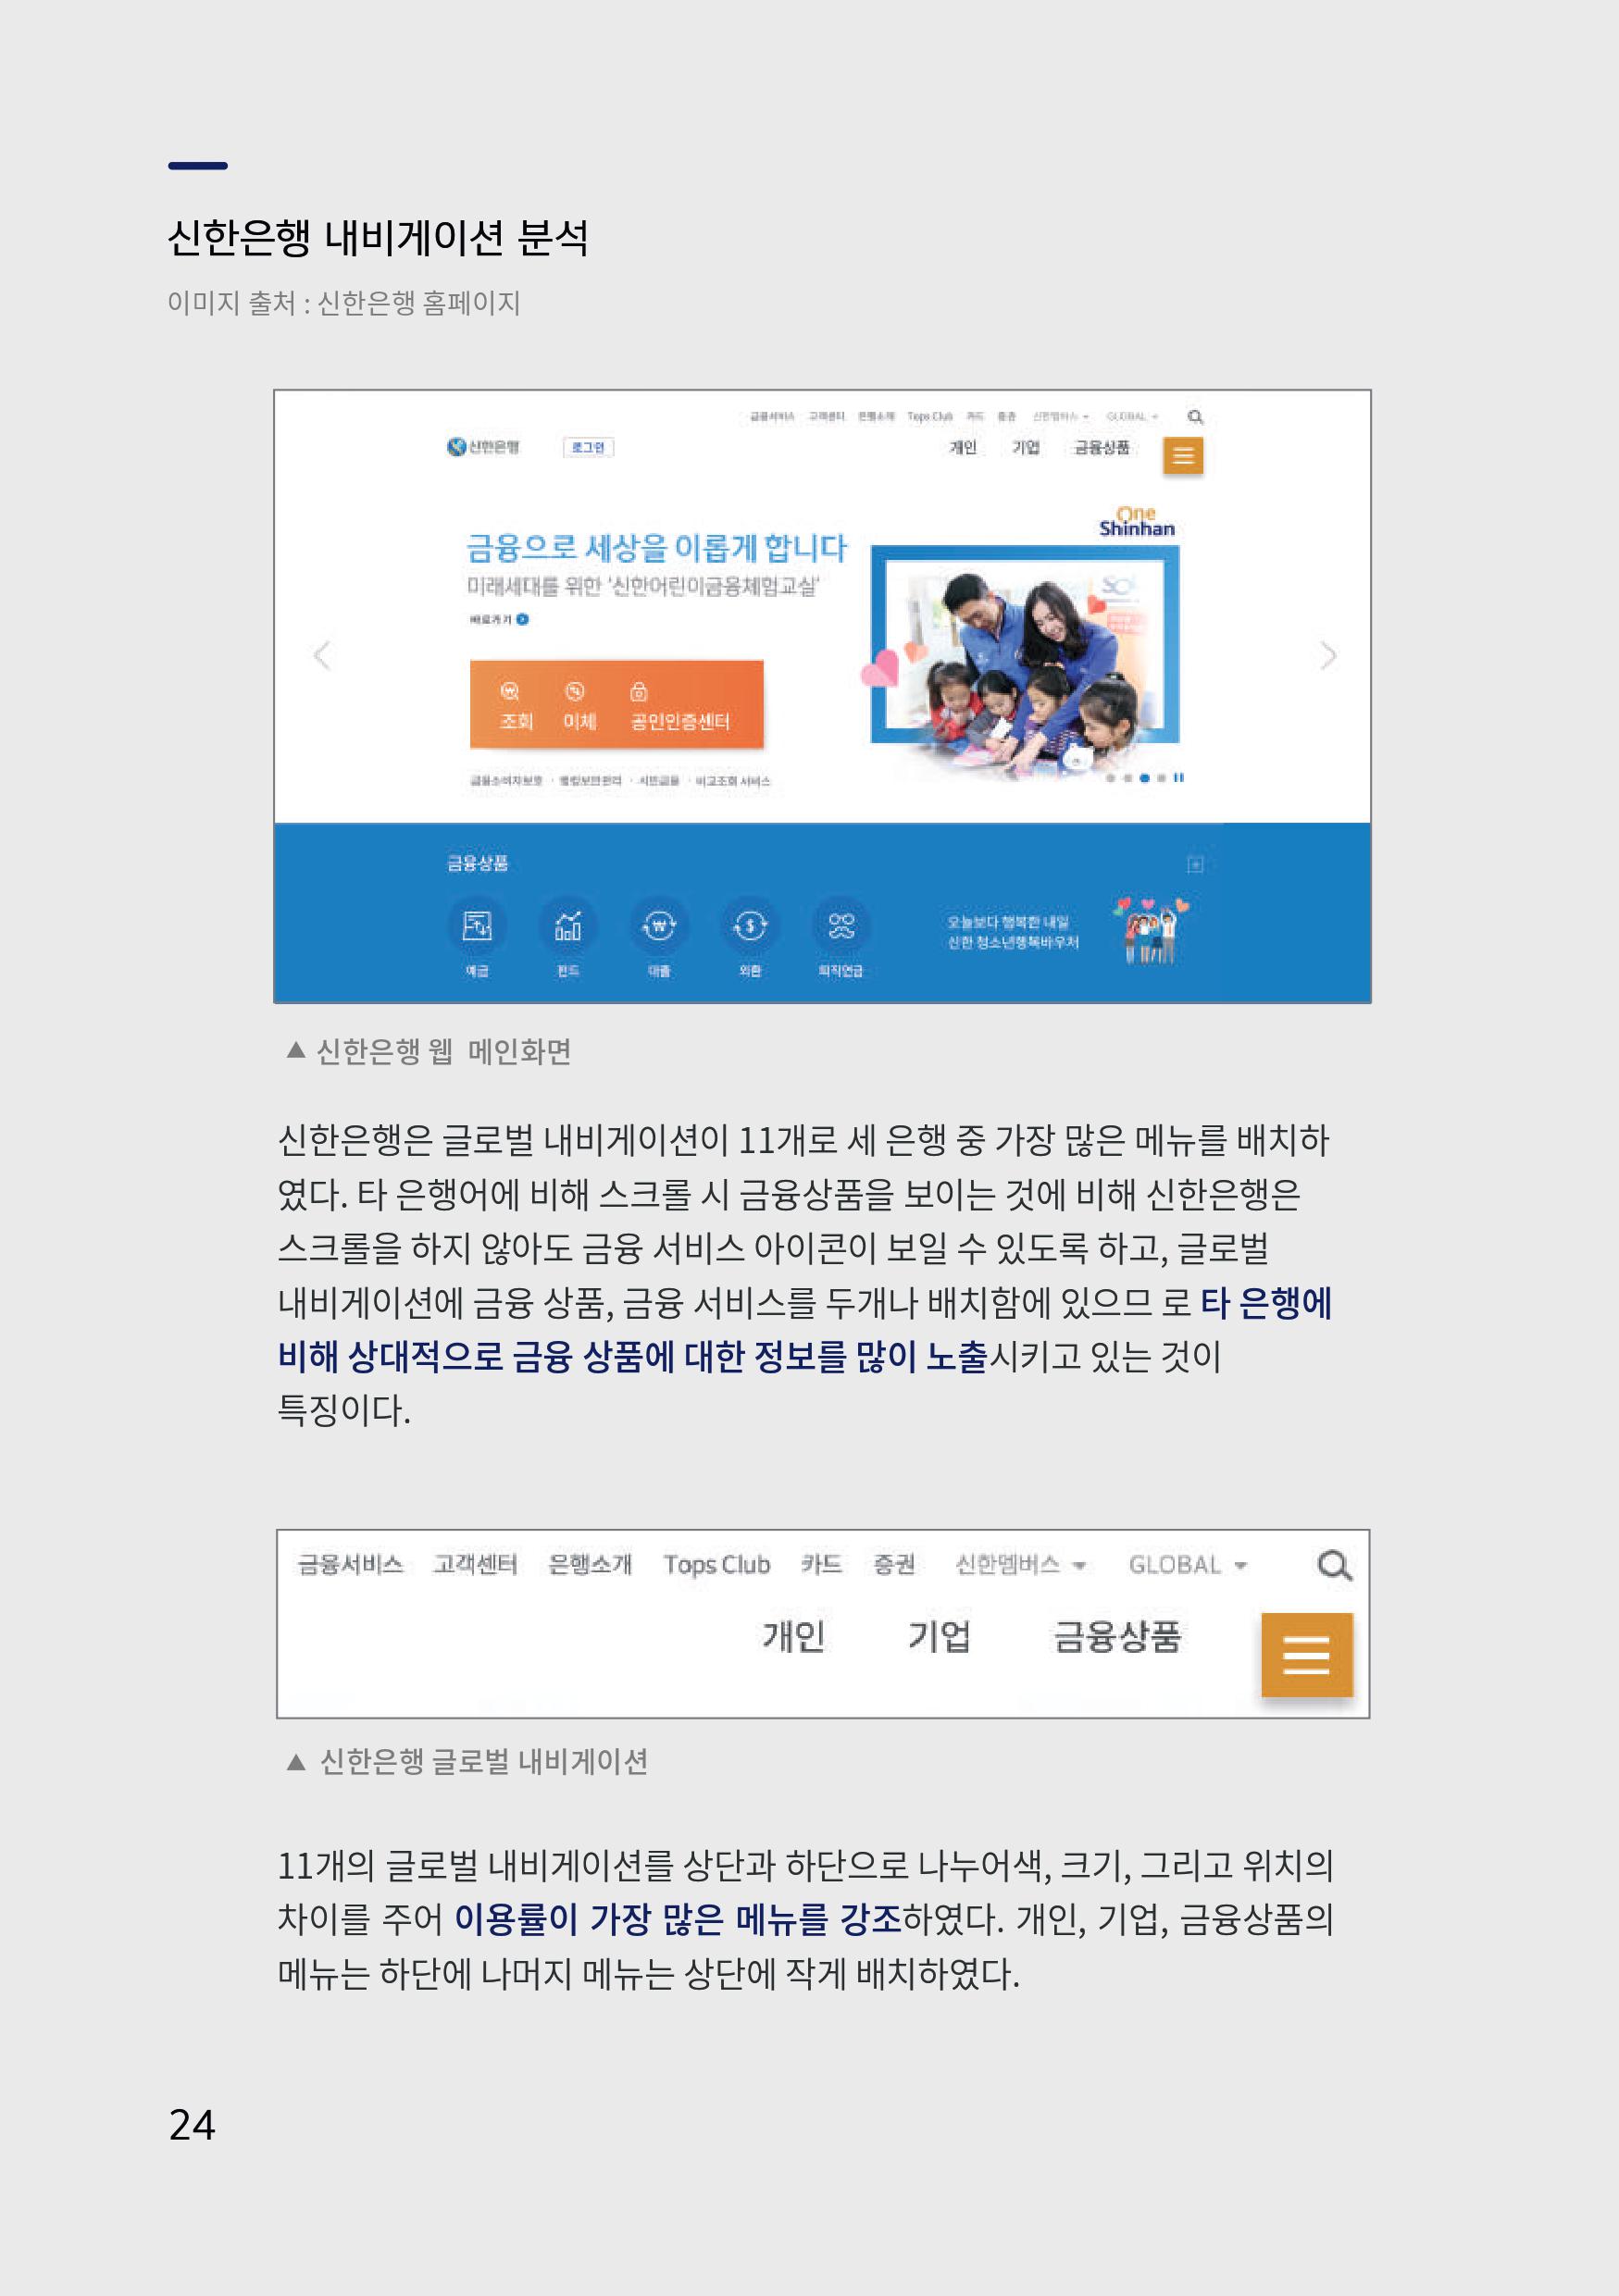 신한은행 내비게이션 분석
이미지 출처 : 신한은행 홈페이지
금융서비스 고객센터 은행소개 Tops Club 카드 증권 신한멤버스 GLOBAL
신한은행 로그인 개인 기업 금융상품
One
Shinhan
금융으로 세상을 이롭게 합니다
미래세대를 위한 '신한어린이금융체험교실'
바로가기
조회 이체 공인인증센터
금융소비자보호 · 웹접보안편리 · 서민금융 · 비교조회 서비스
금융상품
오늘보다 행복한 내일
신한 청소년행복바우처
예금 펀드 대출 외환 퇴직연금
▲ 신한은행 웹 메인화면
신한은행은 글로벌 내비게이션이 11개로 세 은행 중 가장 많은 메뉴를 배치하
였다. 타 은행어에 비해 스크롤 시 금융상품을 보이는 것에 비해 신한은행은
스크롤을 하지 않아도 금융 서비스 아이콘이 보일 수 있도록 하고, 글로벌
내비게이션에 금융 상품, 금융 서비스를 두개나 배치함에 있으므 로 타 은행에
비해 상대적으로 금융 상품에 대한 정보를 많이 노출시키고 있는 것이
특징이다.
금융서비스 고객센터 은행소개 Tops Club 카드 증권 신한멤버스 GLOBAL
개인 기업 금융상품
▲ 신한은행 글로벌 내비게이션
11개의 글로벌 내비게이션를 상단과 하단으로 나누어색, 크기, 그리고 위치의
차이를 주어 이용률이 가장 많은 메뉴를 강조하였다. 개인, 기업, 금융상품의
메뉴는 하단에 나머지 메뉴는 상단에 작게 배치하였다.
24